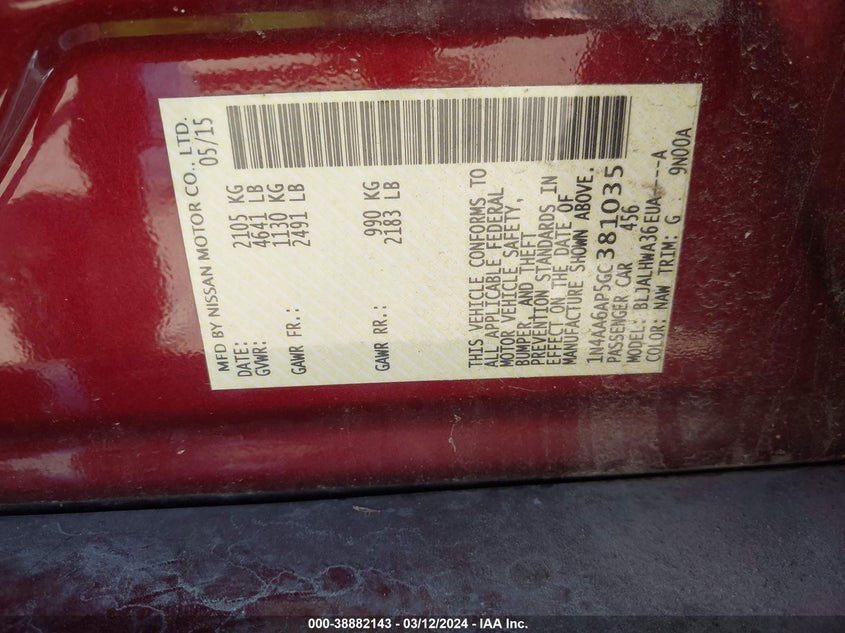 MFD BY NISSAN MOTOR CO., LTD.
DATE: 05/15
GVWR: 2105 KG
4641 LB
GAWR FR.: 1130 KG
2491 LB
GAWR RR.: 990 KG
2183 LB
THIS VEHICLE CONFORMS TO
ALL APPLICABLE FEDERAL
MOTOR VEHICLE SAFETY,
BUMPER, AND THEFT
PREVENTION STANDARDS IN
EFFECT ON THE DATE OF
MANUFACTURE SHOWN ABOVE.
1N4AA6AP5GC381035
PASSENGER CAR 456
MODEL: BLJALHWA36EUA----A
COLOR: NAW TRIM: G 9N00A
000-38882143 - 03/12/2024 - IAA Inc.